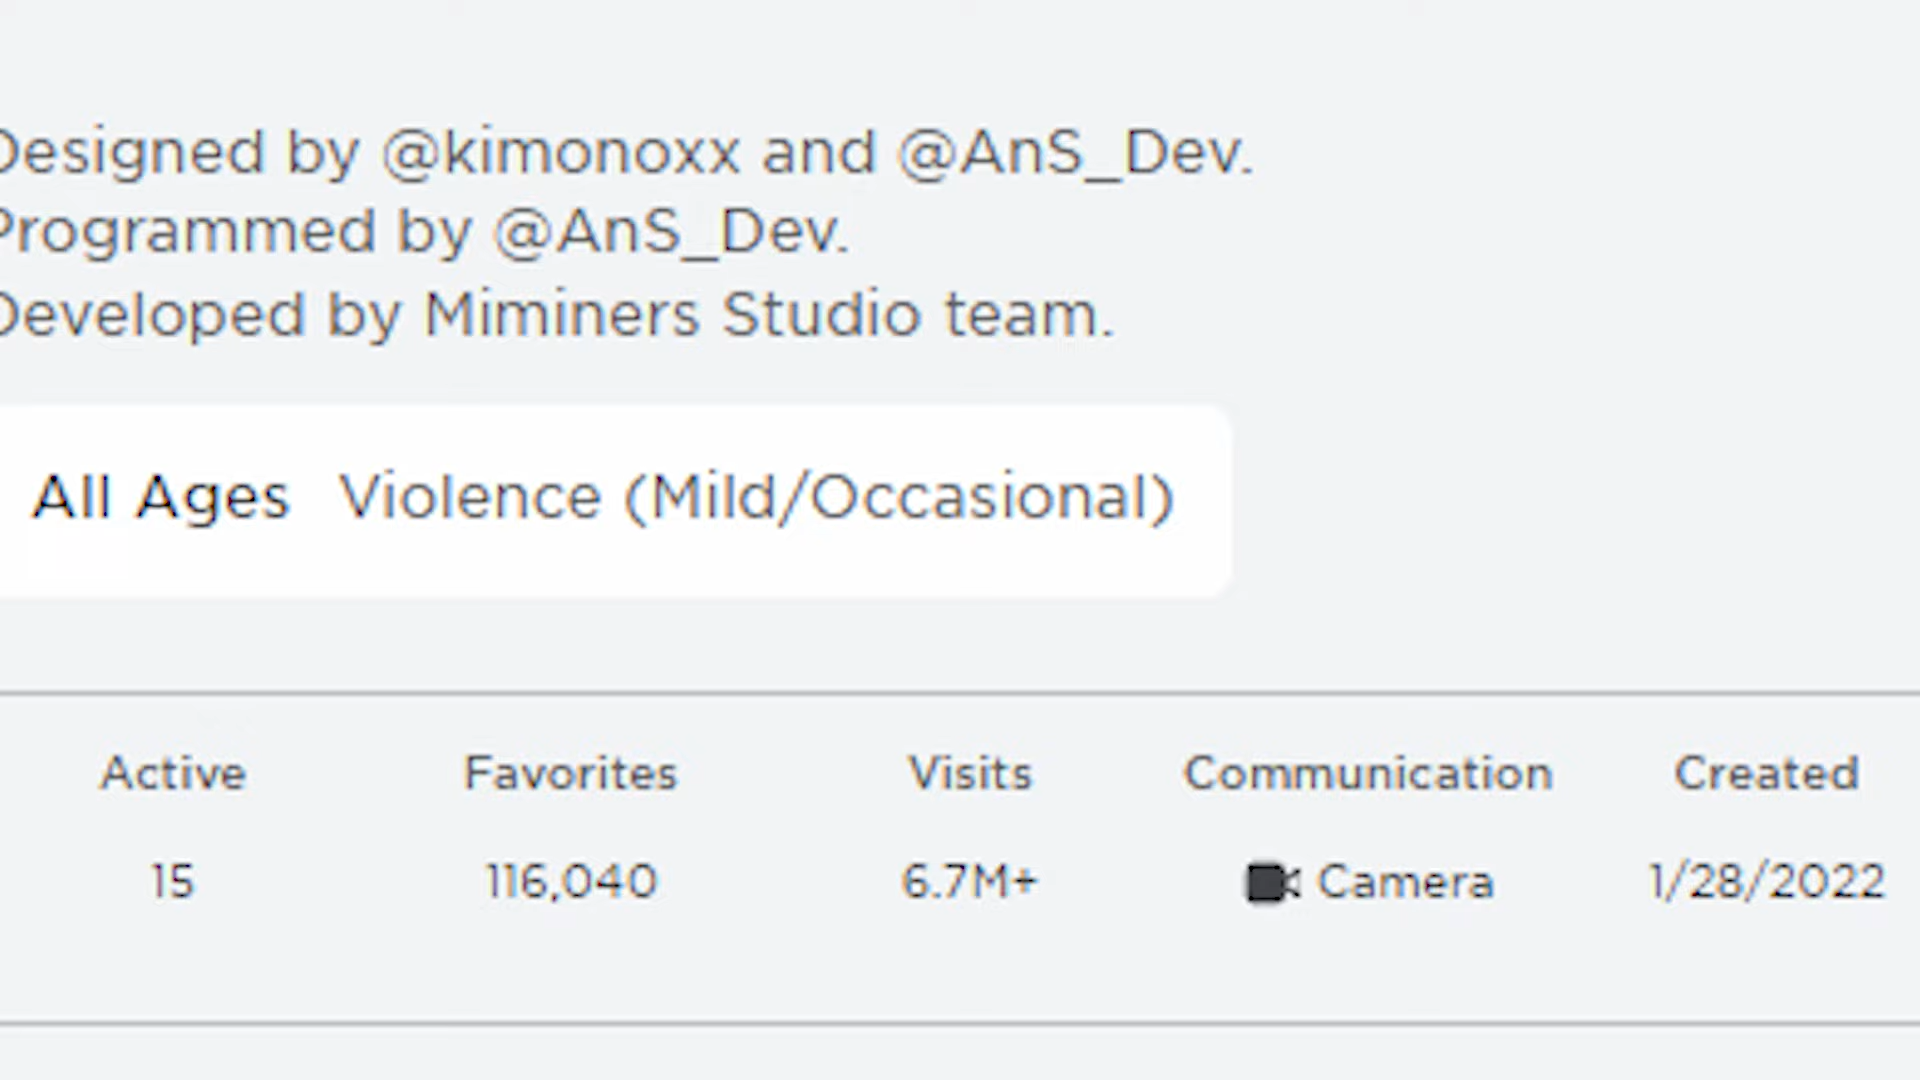 Designed by @kimonoxx and @AnS_Dev.
Programmed by @AnS_Dev.
Developed by Miminers Studio team.
All Ages Violence (Mild/Occasional)
Active Favorites Visits Communication Created
15 116,040 6.7M+ Camera 1/28/2022